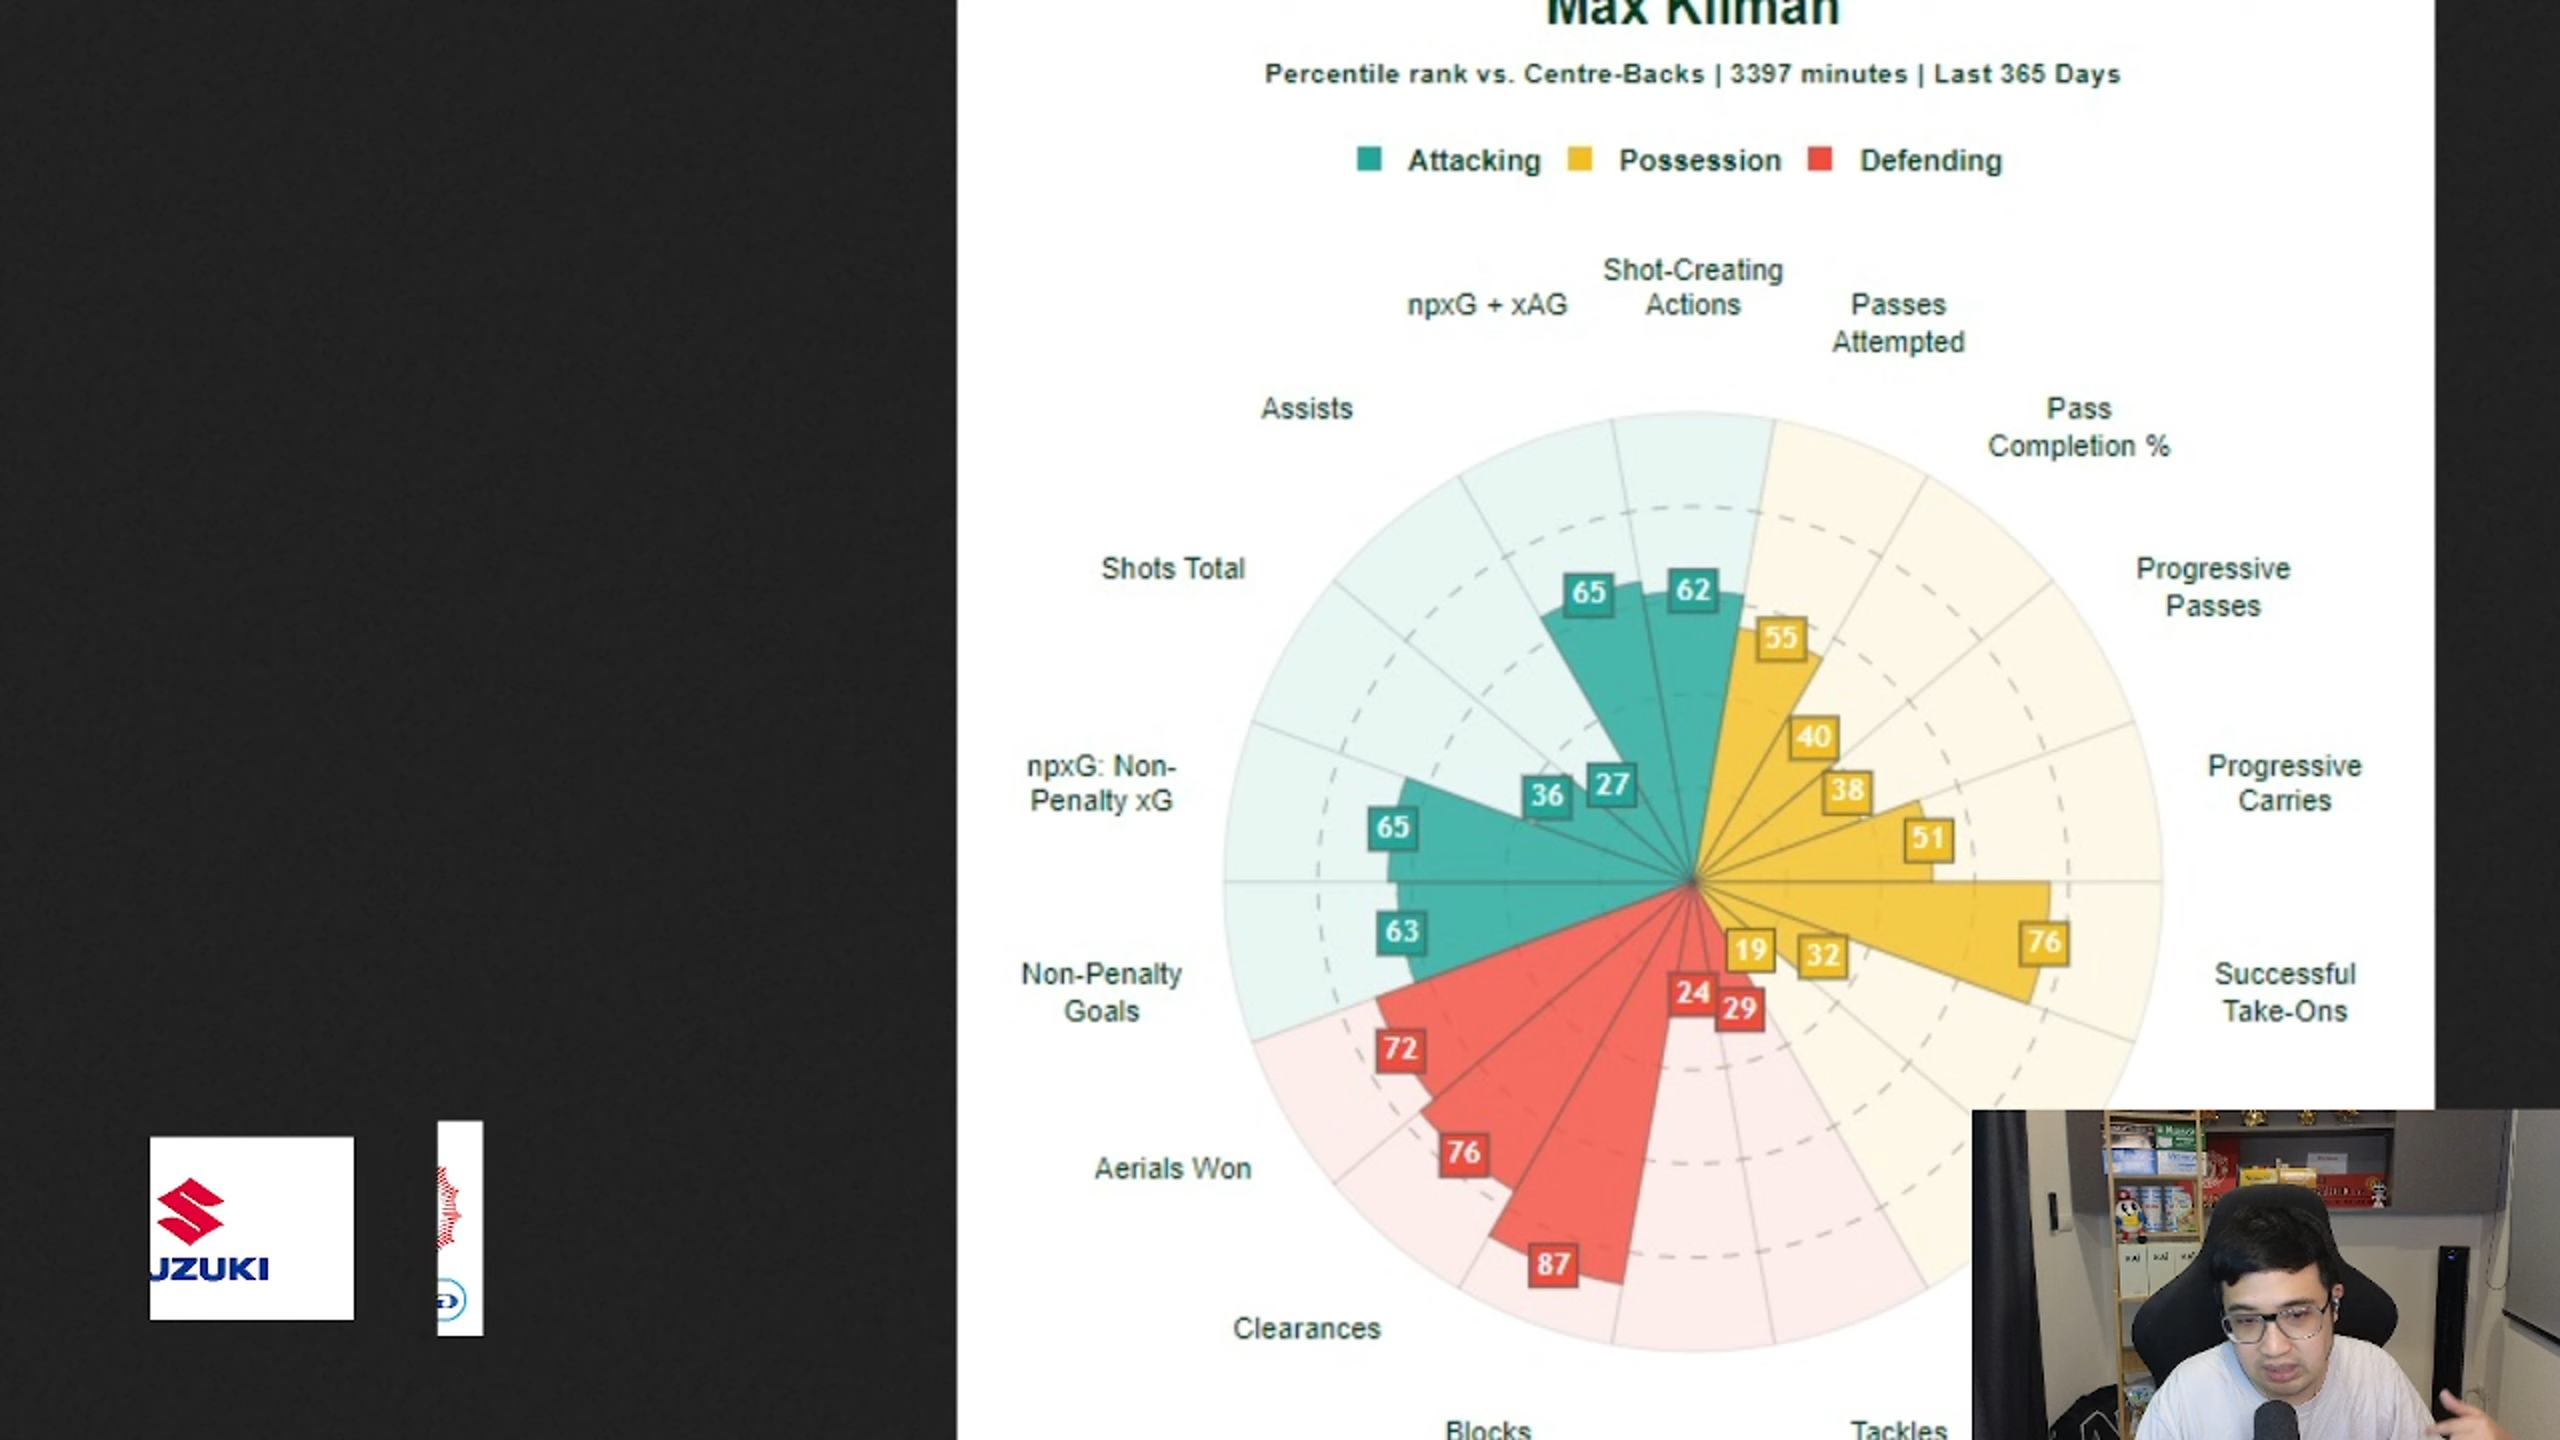 Max Kilman
Percentile rank vs. Centre-Backs | 3397 minutes | Last 365 Days
Attacking
Possession
Defending
Shot-Creating
Actions
npxG + xAG
Passes
Attempted
Assists
Pass
Completion %
Shots Total
Progressive
Passes
npxG: Non-
Penalty xG
Progressive
Carries
Non-Penalty
Goals
Successful
Take-Ons
Aerials Won
Clearances
Blocks
Tackles
65
62
55
40
38
51
76
32
19
29
24
87
76
72
63
65
36
27
UZUKI